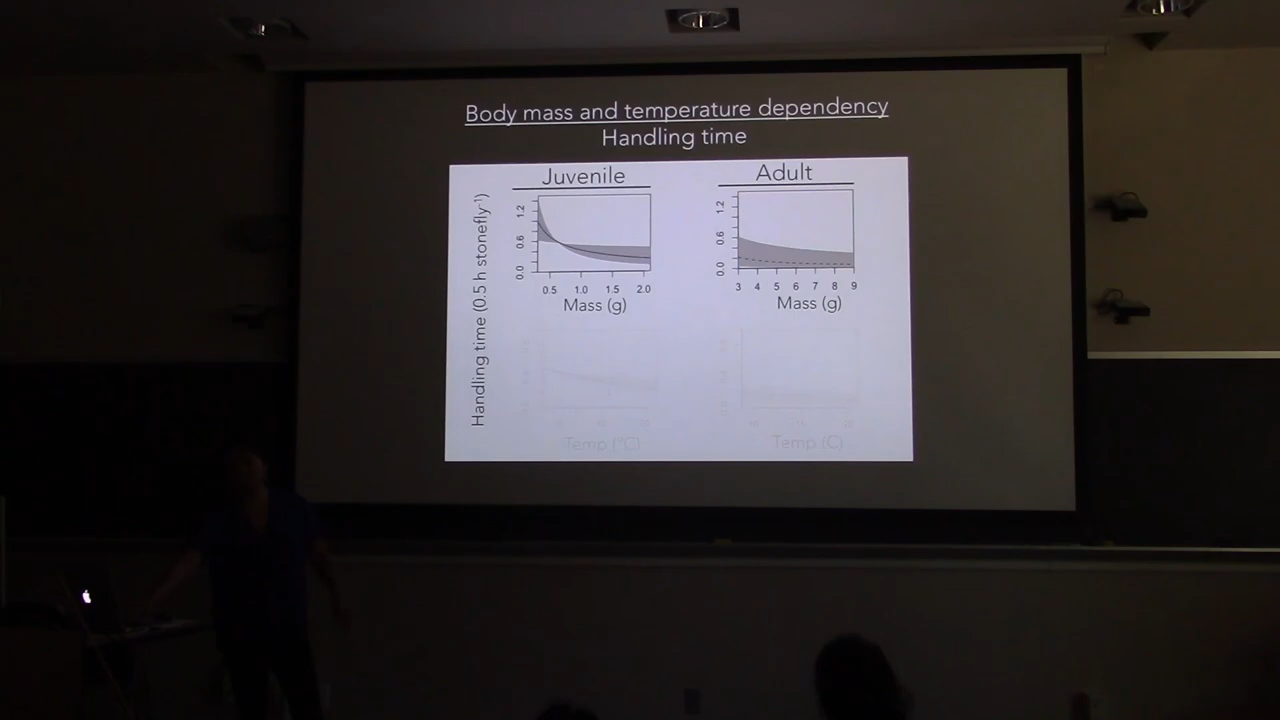 Body mass and temperature dependency
Handling time
Juvenile
Adult
Handling time (0.5 h stonefly⁻¹)
1.2
0.6
0.0
0.5 1.0 1.5 2.0
Mass (g)
1.2
0.6
0.0
3 4 5 6 7 8 9
Mass (g)
Temp (°C)
Temp (C)